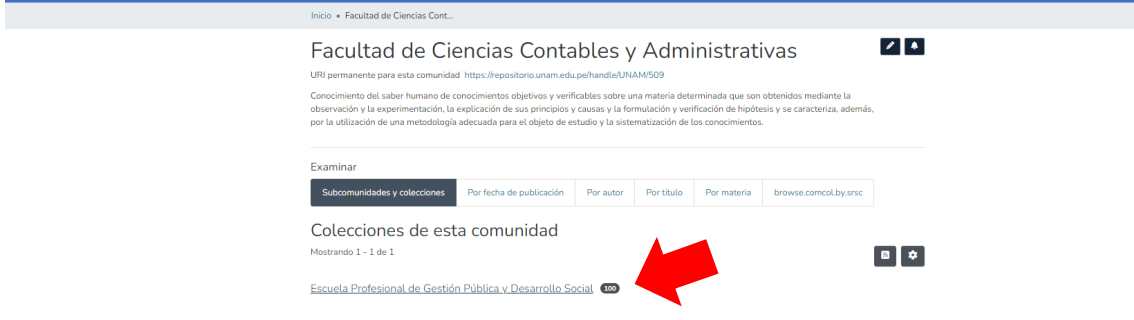 Inicio • Facultad de Ciencias Cont...
Facultad de Ciencias Contables y Administrativas
URI permanente para esta comunidad https://repositorio.unam.edu.pe/handle/UNAM/509
Conocimiento del saber humano de conocimientos objetivos y verificables sobre una materia determinada que son obtenidos mediante la
observación y la experimentación, la explicación de sus principios y causas y la formulación y verificación de hipótesis y se caracteriza, además,
por la utilización de una metodología adecuada para el objeto de estudio y la sistematización de los conocimientos.
Examinar
Subcomunidades y colecciones Por fecha de publicación Por autor Por titulo Por materia browse.comcol.by.srsc
Colecciones de esta comunidad
Mostrando 1 - 1 de 1
Escuela Profesional de Gestión Pública y Desarrollo Social 100